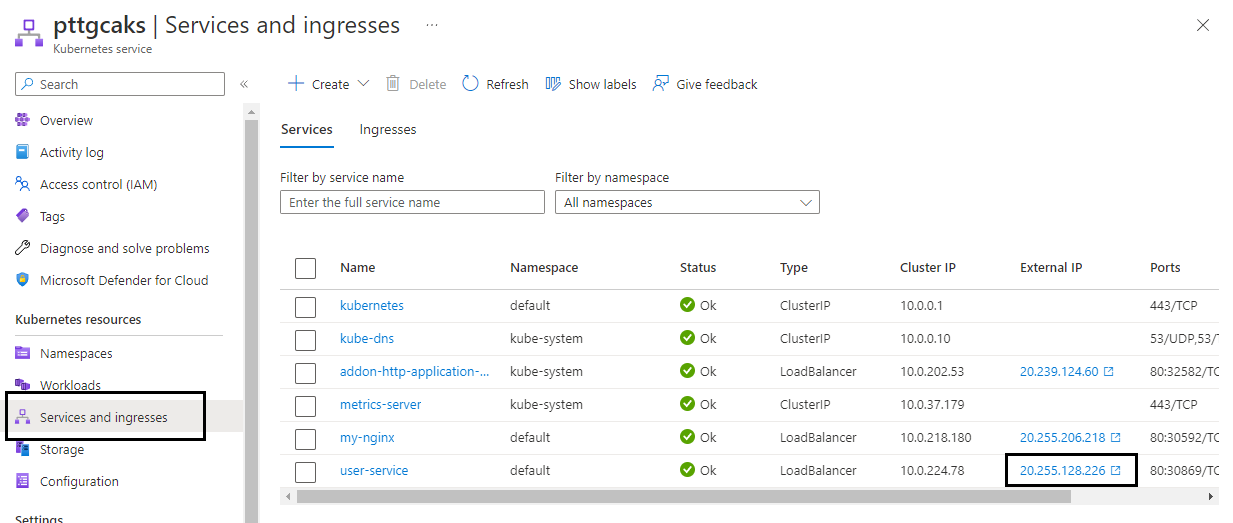 pttgcaks | Services and ingresses ...
Kubernetes service
Search
«
Create
Delete
Refresh
Show labels
Give feedback
Overview
Activity log
Access control (IAM)
Tags
Diagnose and solve problems
Microsoft Defender for Cloud
Kubernetes resources
Namespaces
Workloads
Services and ingresses
Storage
Configuration
Settings
Services Ingresses
Filter by service name Filter by namespace
Enter the full service name All namespaces
Name Namespace Status Type Cluster IP External IP Ports
kubernetes default Ok ClusterIP 10.0.0.1 443/TCP
kube-dns kube-system Ok ClusterIP 10.0.0.10 53/UDP,53/T
addon-http-application-... kube-system Ok LoadBalancer 10.0.202.53 20.239.124.60 80:32582/TC
metrics-server kube-system Ok ClusterIP 10.0.37.179 443/TCP
my-nginx default Ok LoadBalancer 10.0.218.180 20.255.206.218 80:30592/TC
user-service default Ok LoadBalancer 10.0.224.78 20.255.128.226 80:30869/TC